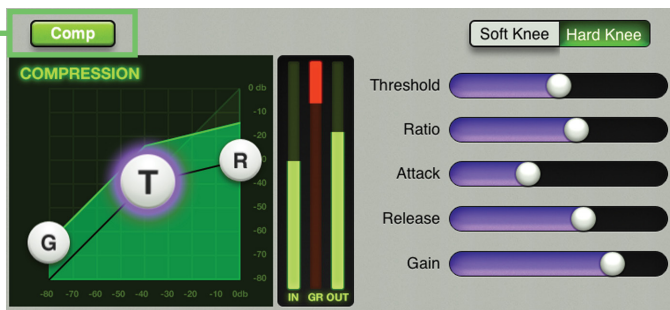 Comp
Soft Knee Hard Knee
COMPRESSION
0 db
-10
-20
-30
-40
-50
-60
-70
-80
-80 -70 -60 -50 -40 -30 -20 -10 0db
G
T
R
IN GR OUT
Threshold
Ratio
Attack
Release
Gain